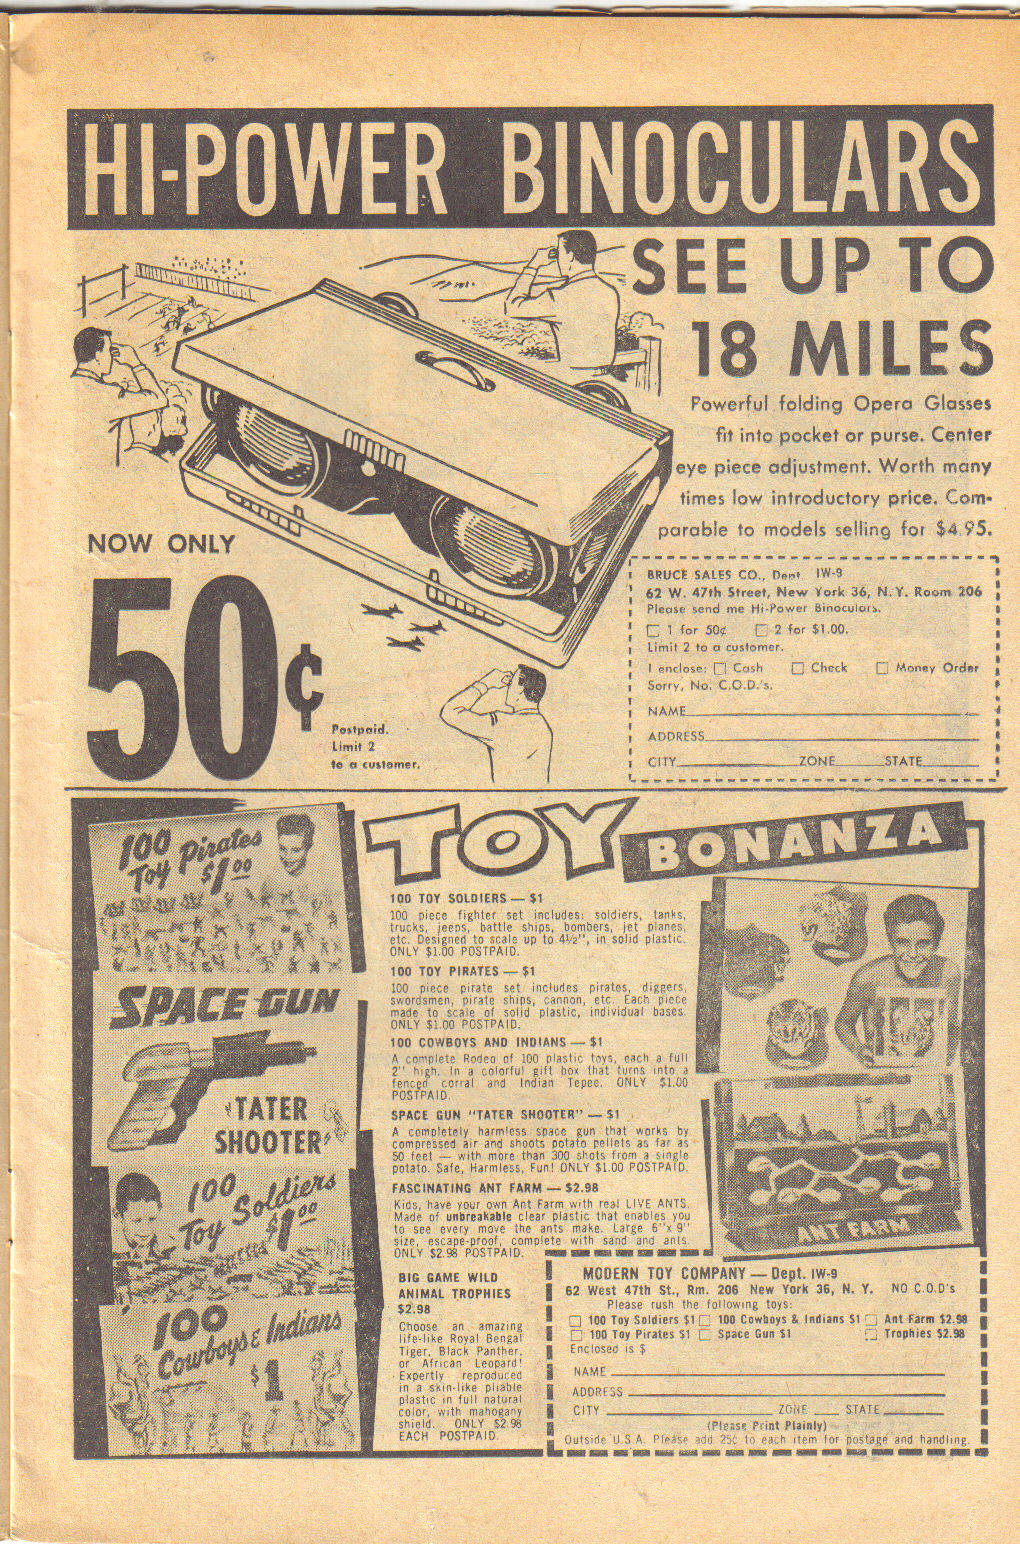 HI-POWER BINOCULARS
SEE UP TO
18 MILES
Powerful folding Opera Glasses
fit into pocket or purse. Center
eye piece adjustment. Worth many
times low introductory price. Com-
parable to models selling for $4.95.
NOW ONLY
50¢
Postpaid.
Limit 2
to a customer.
BRUCE SALES CO., Dept. IW-9
62 W. 47th Street, New York 36, N.Y. Room 206
Please send me Hi-Power Binoculars.
1 for 50¢ 2 for $1.00.
Limit 2 to a customer.
I enclose: Cash Check Money Order
Sorry, No. C.O.D.'s.
NAME
ADDRESS
CITY ZONE STATE
TOY BONANZA
100
Toy Pirates
$1.00
SPACE GUN
"TATER
SHOOTER"
100
Toy Soldiers
$1.00
100
Cowboys & Indians
$1
100 TOY SOLDIERS — $1
100 piece fighter set includes: soldiers, tanks,
trucks, jeeps, battle ships, bombers, jet planes,
etc. Designed to scale up to 4½", in solid plastic.
ONLY $1.00 POSTPAID.
100 TOY PIRATES — $1
100 piece pirate set includes pirates, diggers,
swordsmen, pirate ships, cannon, etc. Each piece
made to scale of solid plastic, individual bases.
ONLY $1.00 POSTPAID.
100 COWBOYS AND INDIANS — $1
A complete Rodeo of 100 plastic toys, each a full
2" high. In a colorful gift box that turns into a
fenced corral and Indian Tepee. ONLY $1.00
POSTPAID.
SPACE GUN "TATER SHOOTER" — $1
A completely harmless space gun that works by
compressed air and shoots potato pellets as far as
50 feet — with more than 300 shots from a single
potato. Safe, Harmless, Fun! ONLY $1.00 POSTPAID.
FASCINATING ANT FARM — $2.98
Kids, have your own Ant Farm with real LIVE ANTS.
Made of unbreakable clear plastic that enables you
to see every move the ants make. Large 6"x 9"
size, escape-proof, complete with sand and ants.
ONLY $2.98 POSTPAID.
BIG GAME WILD
ANIMAL TROPHIES
$2.98
Choose an amazing
life-like Royal Bengal
Tiger, Black Panther,
or African Leopard!
Expertly reproduced
in a skin-like pliable
plastic in full natural
color, with mahogany
shield. ONLY $2.98
EACH POSTPAID.
ANT FARM
MODERN TOY COMPANY — Dept. IW-9
62 West 47th St., Rm. 206 New York 36, N. Y. NO C.O.D's
Please rush the following toys:
100 Toy Soldiers $1 100 Cowboys & Indians $1 Ant Farm $2.98
100 Toy Pirates $1 Space Gun $1 Trophies $2.98
Enclosed is $
NAME
ADDRESS
CITY ZONE STATE
(Please Print Plainly)
Outside U.S.A. Please add 25¢ to each item for postage and handling.